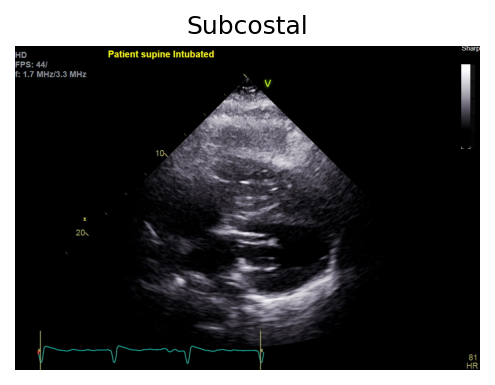 Subcostal
HD
Patient supine Intubated
Sharp
FPS: 44/
f: 1.7 MHz/3.3 MHz
V
10
x
20
81
HR